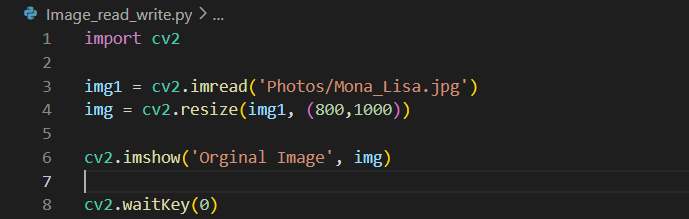 Image_read_write.py > ...
1 import cv2
2
3 img1 = cv2.imread('Photos/Mona_Lisa.jpg')
4 img = cv2.resize(img1, (800,1000))
5
6 cv2.imshow('Orginal Image', img)
7
8 cv2.waitKey(0)